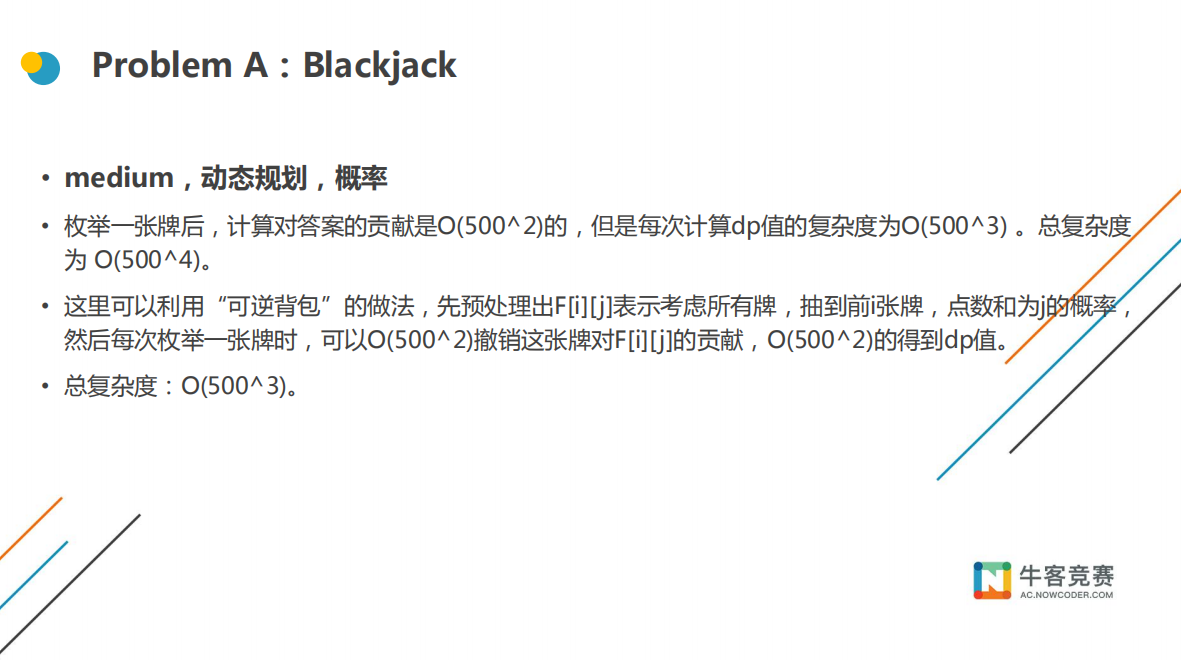 Problem A：Blackjack
• medium，动态规划，概率
• 枚举一张牌后，计算对答案的贡献是O(500^2)的，但是每次计算dp值的复杂度为O(500^3) 。总复杂度
为 O(500^4)。
• 这里可以利用“可逆背包”的做法，先预处理出F[i][j]表示考虑所有牌，抽到前i张牌，点数和为j的概率，
然后每次枚举一张牌时，可以O(500^2)撤销这张牌对F[i][j]的贡献，O(500^2)的得到dp值。
• 总复杂度：O(500^3)。
牛客竞赛
AC.NOWCODER.COM